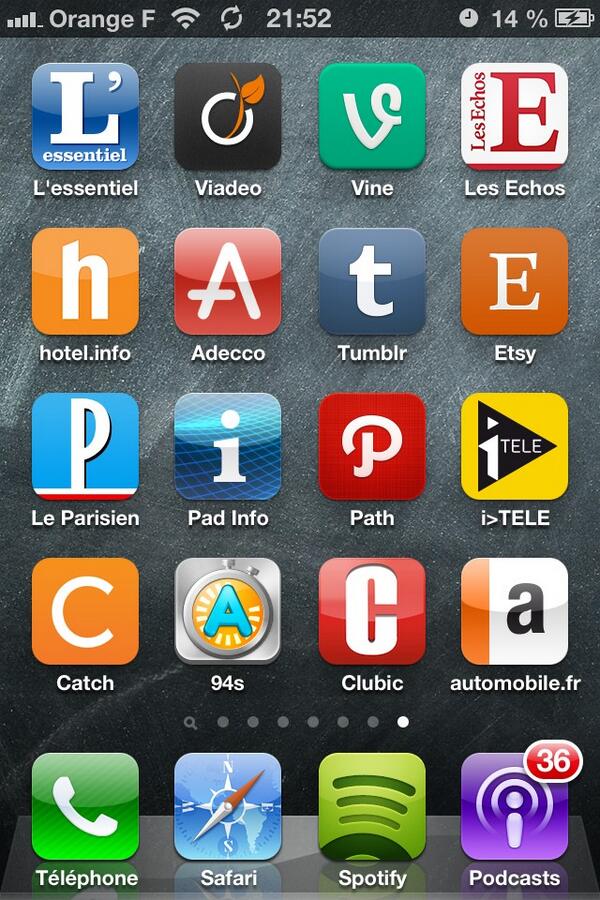 Orange F 21:52 14 %
L'
essentiel
Les Echos
E
L'essentiel Viadeo Vine Les Echos
h A t E
hotel.info Adecco Tumblr Etsy
P i P i TELE
Le Parisien Pad Info Path i>TELE
C A C a
Catch 94s Clubic automobile.fr
36
N
Téléphone Safari Spotify Podcasts